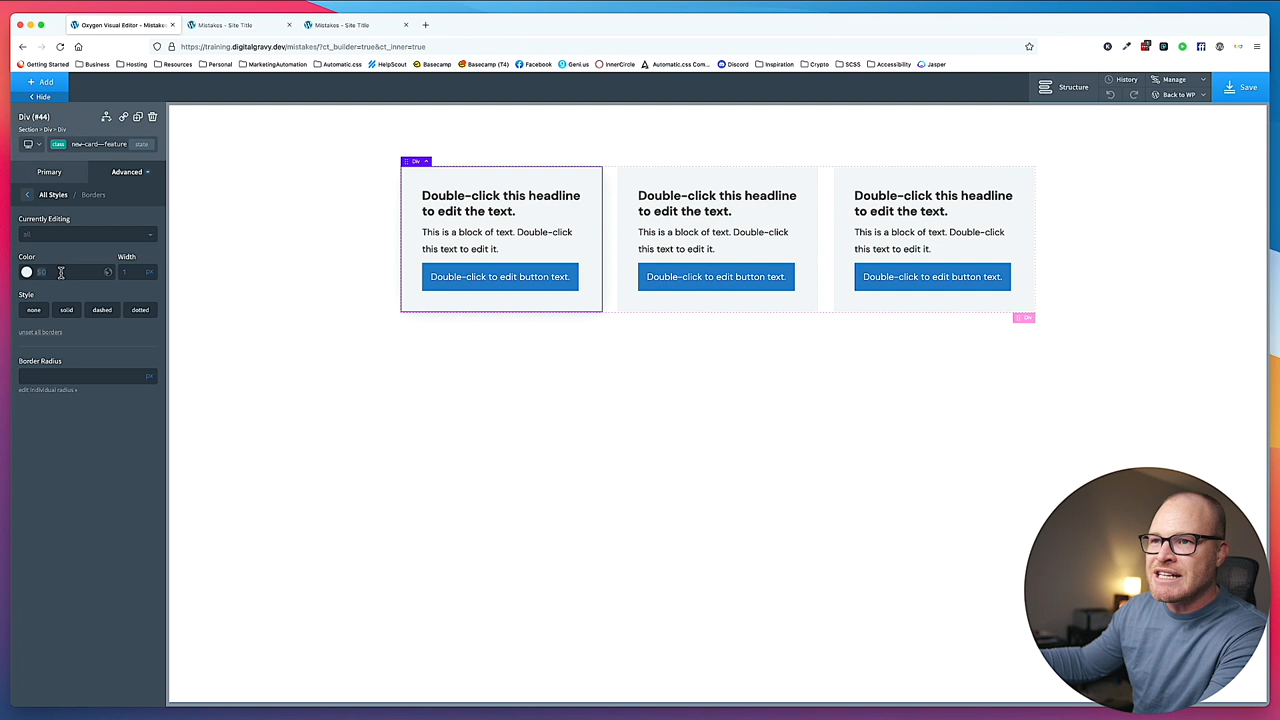 Oxygen Visual Editor - Mistake
Mistakes - Site Title
Mistakes - Site Title
https://training.digitalgravy.dev/mistakes/?ct_builder=true&ct_inner=true
Getting Started
Business
Hosting
Resources
Personal
MarketingAutomation
Automatic.css
HelpScout
Basecamp
Basecamp (T4)
Facebook
Geni.us
InnerCircle
Automatic.css Com...
Discord
Inspiration
Crypto
SCSS
Accessibility
Jasper
+ Add
Hide
Structure
History
Manage
Back to WP
Save
Div (#44)
Section > Div > Div
class new-card--feature state
Primary
Advanced
All Styles / Borders
Currently Editing
all
Color
Width
1 px
Style
none
solid
dashed
dotted
unset all borders
Border Radius
px
edit individual radius »
Div
Double-click this headline
to edit the text.
This is a block of text. Double-click
this text to edit it.
Double-click to edit button text.
Double-click this headline
to edit the text.
This is a block of text. Double-click
this text to edit it.
Double-click to edit button text.
Double-click this headline
to edit the text.
This is a block of text. Double-click
this text to edit it.
Double-click to edit button text.
Div